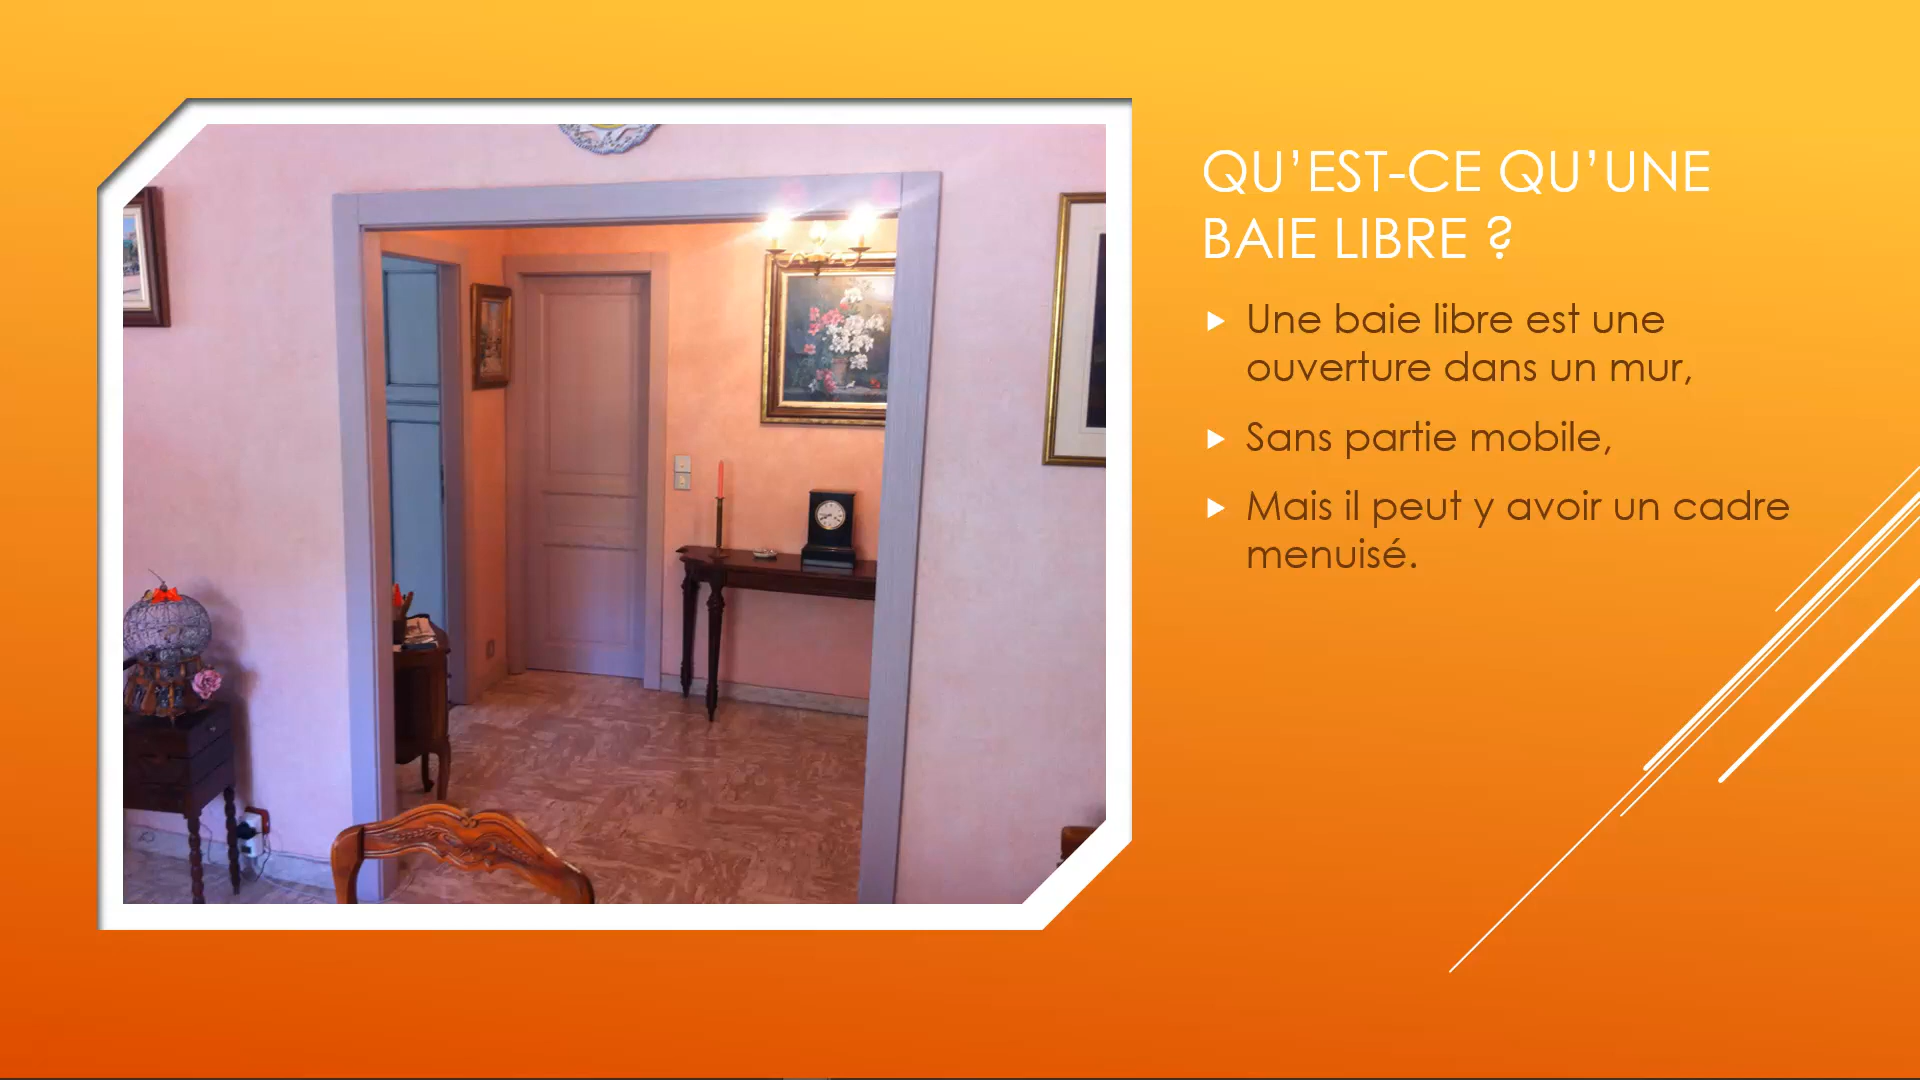 QU’EST-CE QU’UNE
BAIE LIBRE ?
Une baie libre est une
ouverture dans un mur,
Sans partie mobile,
Mais il peut y avoir un cadre
menuisé.